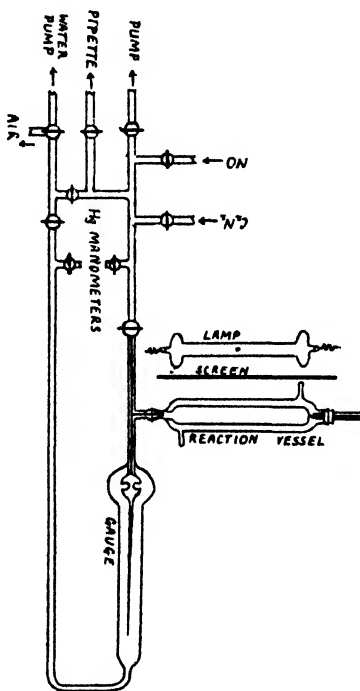 WATER
PUMP
PIPETTE
PUMP
AIR
NO
C₂N₂
Hg MANOMETERS
LAMP
SCREEN
REACTION VESSEL
GAUGE